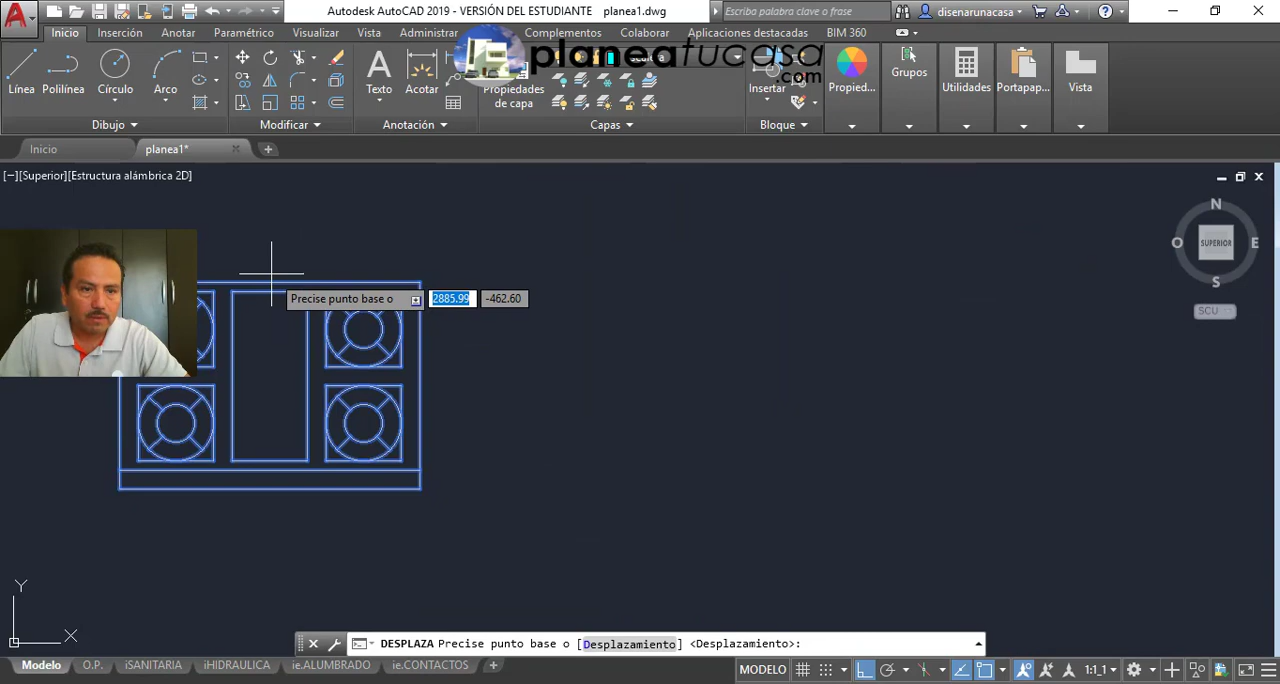 Autodesk AutoCAD 2019 - VERSIÓN DEL ESTUDIANTE planea1.dwg
Escriba palabra clave o frase
disenarunacasa
Inicio Inserción Anotar Paramétrico Visualizar Vista Administrar Complementos Colaborar Aplicaciones destacadas BIM 360
planeatucasa
.com
Línea Polilínea Círculo Arco Texto Acotar Propiedades de capa Insertar Propied... Grupos Utilidades Portapap... Vista
Dibujo Modificar Anotación Capas Bloque
Inicio planea1*
[−][Superior][Estructura alámbrica 2D]
N
O SUPERIOR E
S
SCU
Precise punto base o 2885.99 -462.60
Y
X
DESPLAZA Precise punto base o [Desplazamiento] <Desplazamiento>:
Modelo O.P. iSANITARIA iHIDRAULICA ie.ALUMBRADO ie.CONTACTOS
MODELO 1:1_1